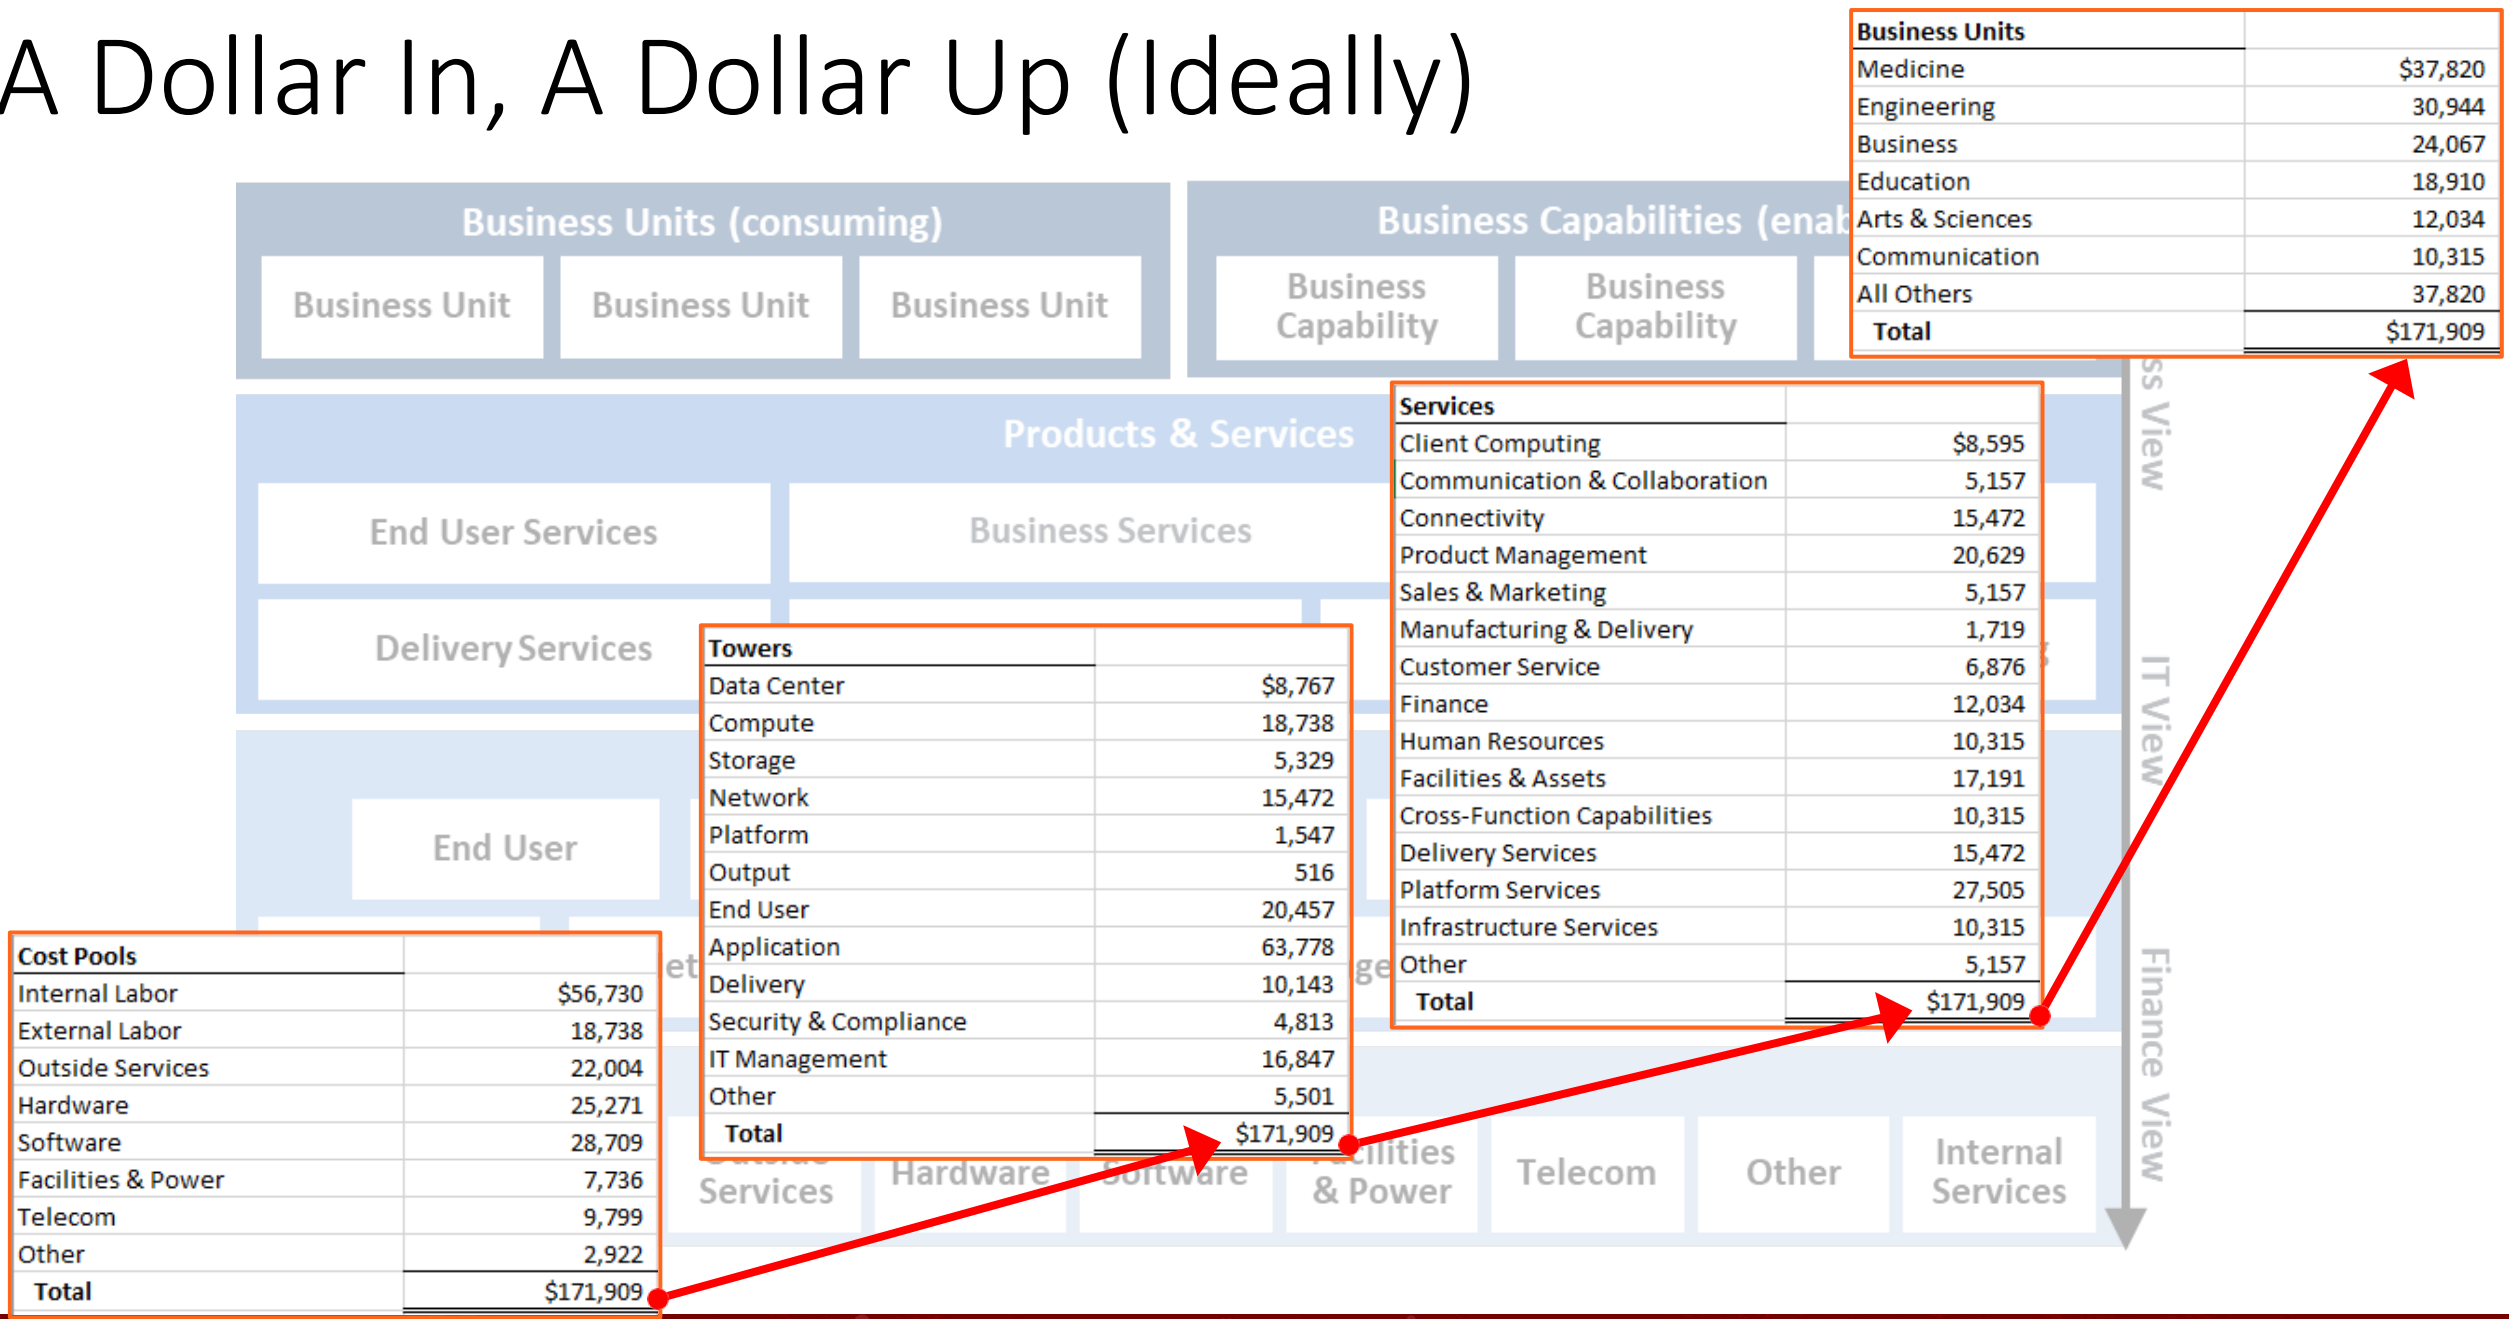 A Dollar In, A Dollar Up (Ideally)
Business Units
Medicine $37,820
Engineering 30,944
Business 24,067
Education 18,910
Arts & Sciences 12,034
Communication 10,315
All Others 37,820
Total $171,909
Business Units (consuming)
Business Unit Business Unit Business Unit
Business Capabilities (enab
Business
Capability
Business
Capability
Products & Services
End User Services
Business Services
Delivery Services
Services
Client Computing $8,595
Communication & Collaboration 5,157
Connectivity 15,472
Product Management 20,629
Sales & Marketing 5,157
Manufacturing & Delivery 1,719
Customer Service 6,876
Finance 12,034
Human Resources 10,315
Facilities & Assets 17,191
Cross-Function Capabilities 10,315
Delivery Services 15,472
Platform Services 27,505
Infrastructure Services 10,315
Other 5,157
Total $171,909
Towers
Data Center $8,767
Compute 18,738
Storage 5,329
Network 15,472
Platform 1,547
Output 516
End User 20,457
Application 63,778
Delivery 10,143
Security & Compliance 4,813
IT Management 16,847
Other 5,501
Total $171,909
End User
Cost Pools
Internal Labor $56,730
External Labor 18,738
Outside Services 22,004
Hardware 25,271
Software 28,709
Facilities & Power 7,736
Telecom 9,799
Other 2,922
Total $171,909
Services
Hardware
Software
cilities
& Power
Telecom
Other
Internal
Services
ss View
IT View
Finance View